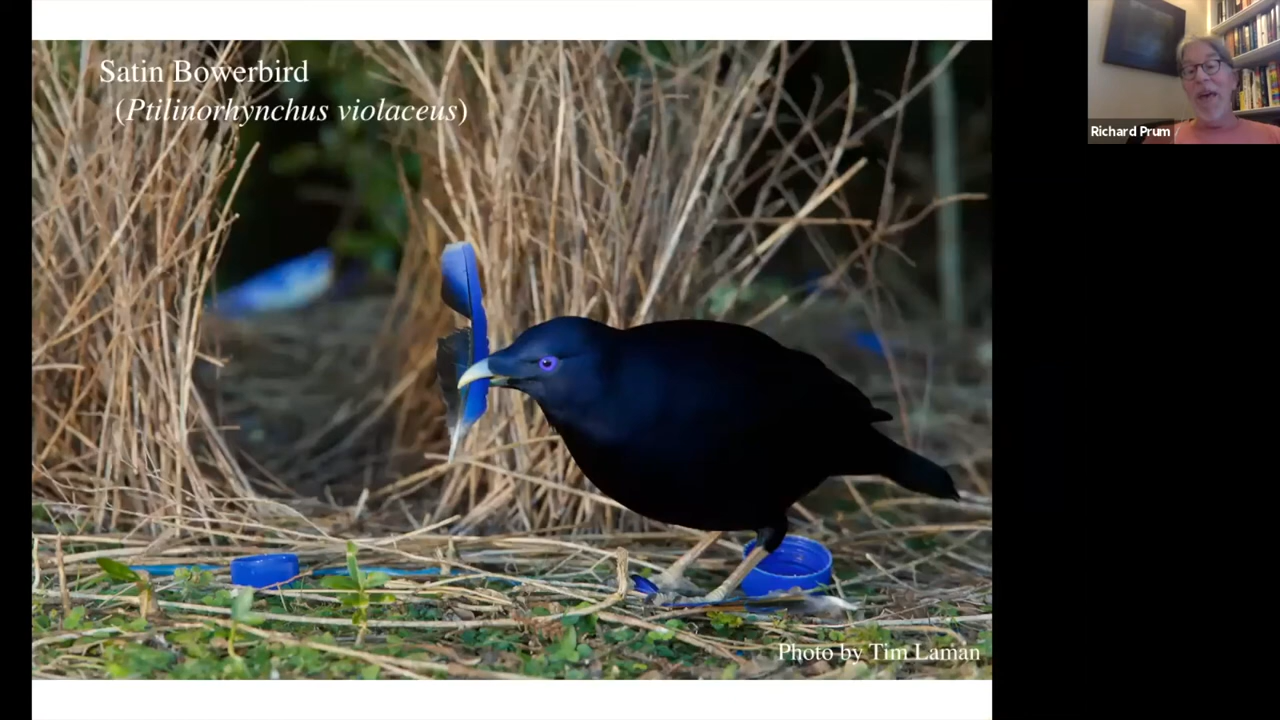 Satin Bowerbird
(Ptilinorhynchus violaceus)
Richard Prum
Photo by Tim Laman